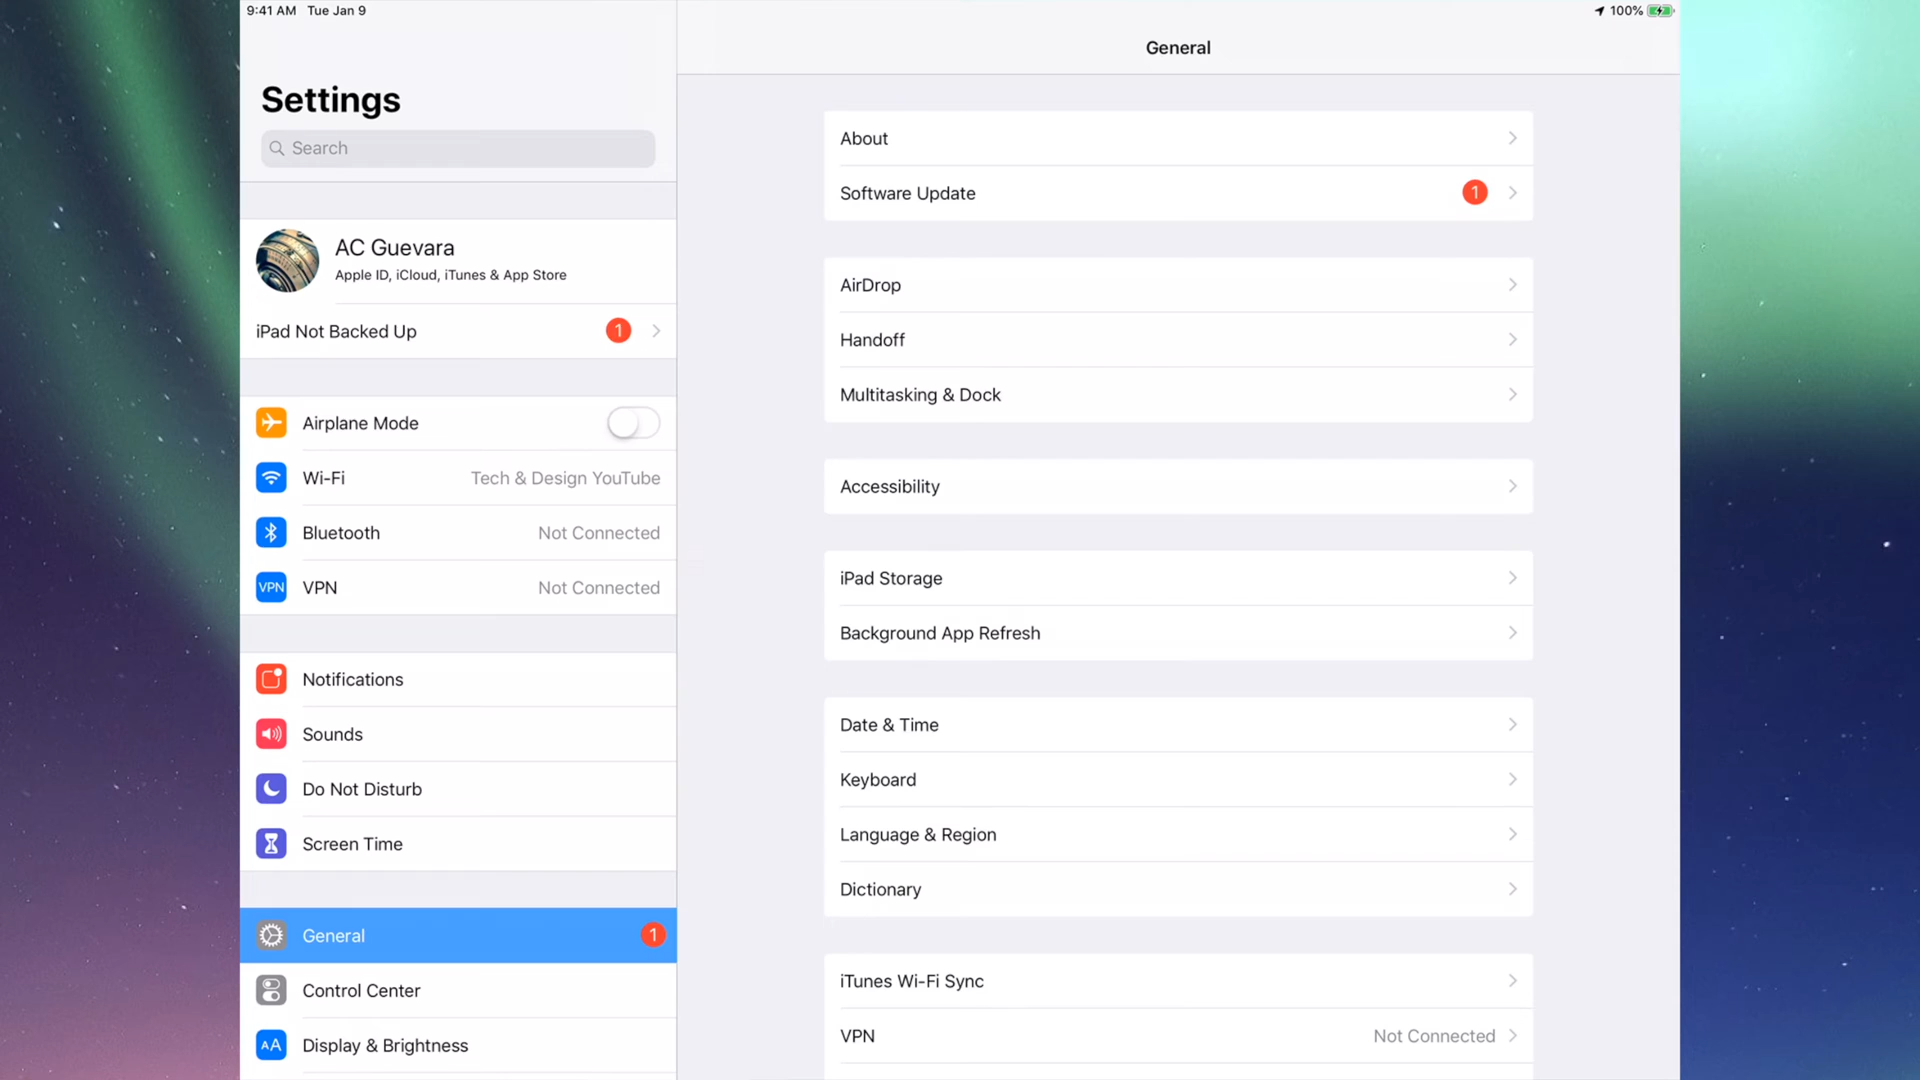 9:41 AM Tue Jan 9
100%
Settings
Search
AC Guevara
Apple ID, iCloud, iTunes & App Store
iPad Not Backed Up 1
Airplane Mode
Wi-Fi Tech & Design YouTube
Bluetooth Not Connected
VPN VPN Not Connected
Notifications
Sounds
Do Not Disturb
Screen Time
General 1
Control Center
AA Display & Brightness
General
About
Software Update 1
AirDrop
Handoff
Multitasking & Dock
Accessibility
iPad Storage
Background App Refresh
Date & Time
Keyboard
Language & Region
Dictionary
iTunes Wi-Fi Sync
VPN Not Connected